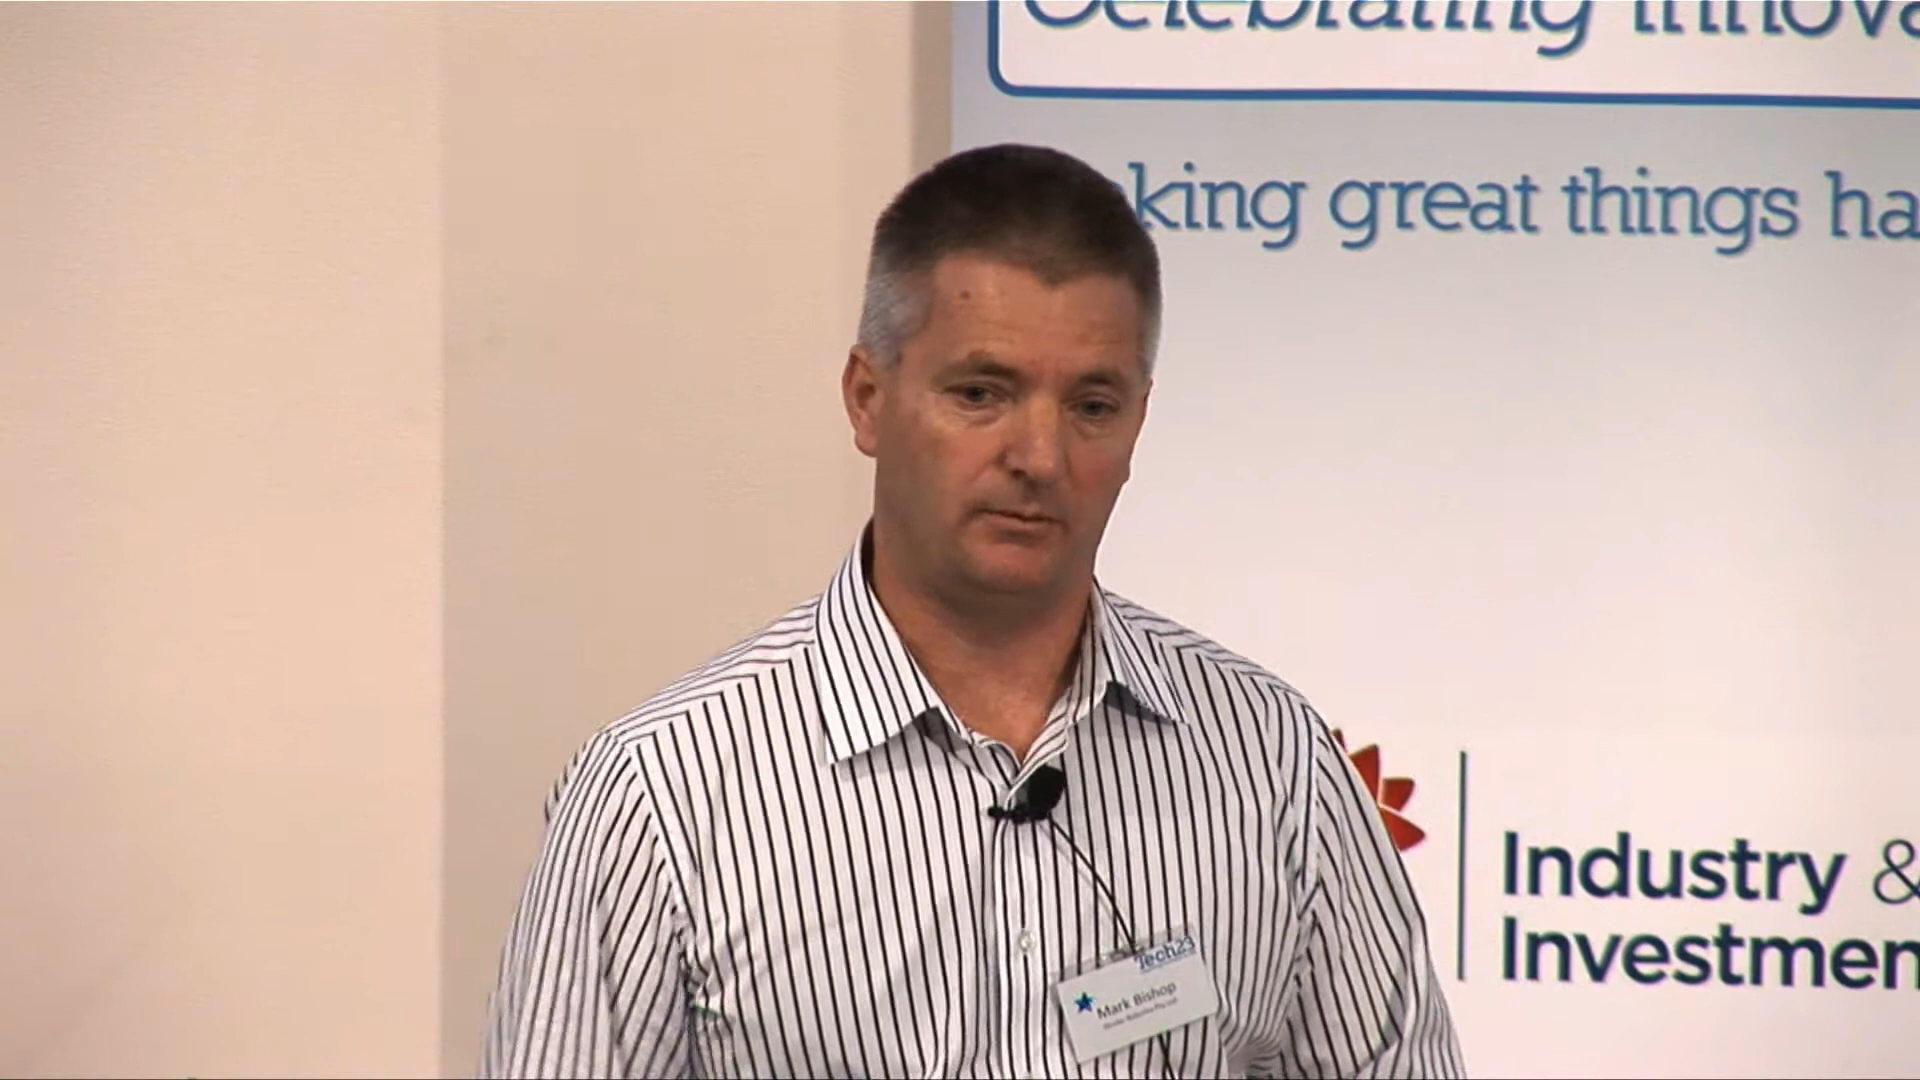 Celebrating innova
king great things ha
Industry &
Investmen
Tech23
Mark Bishop